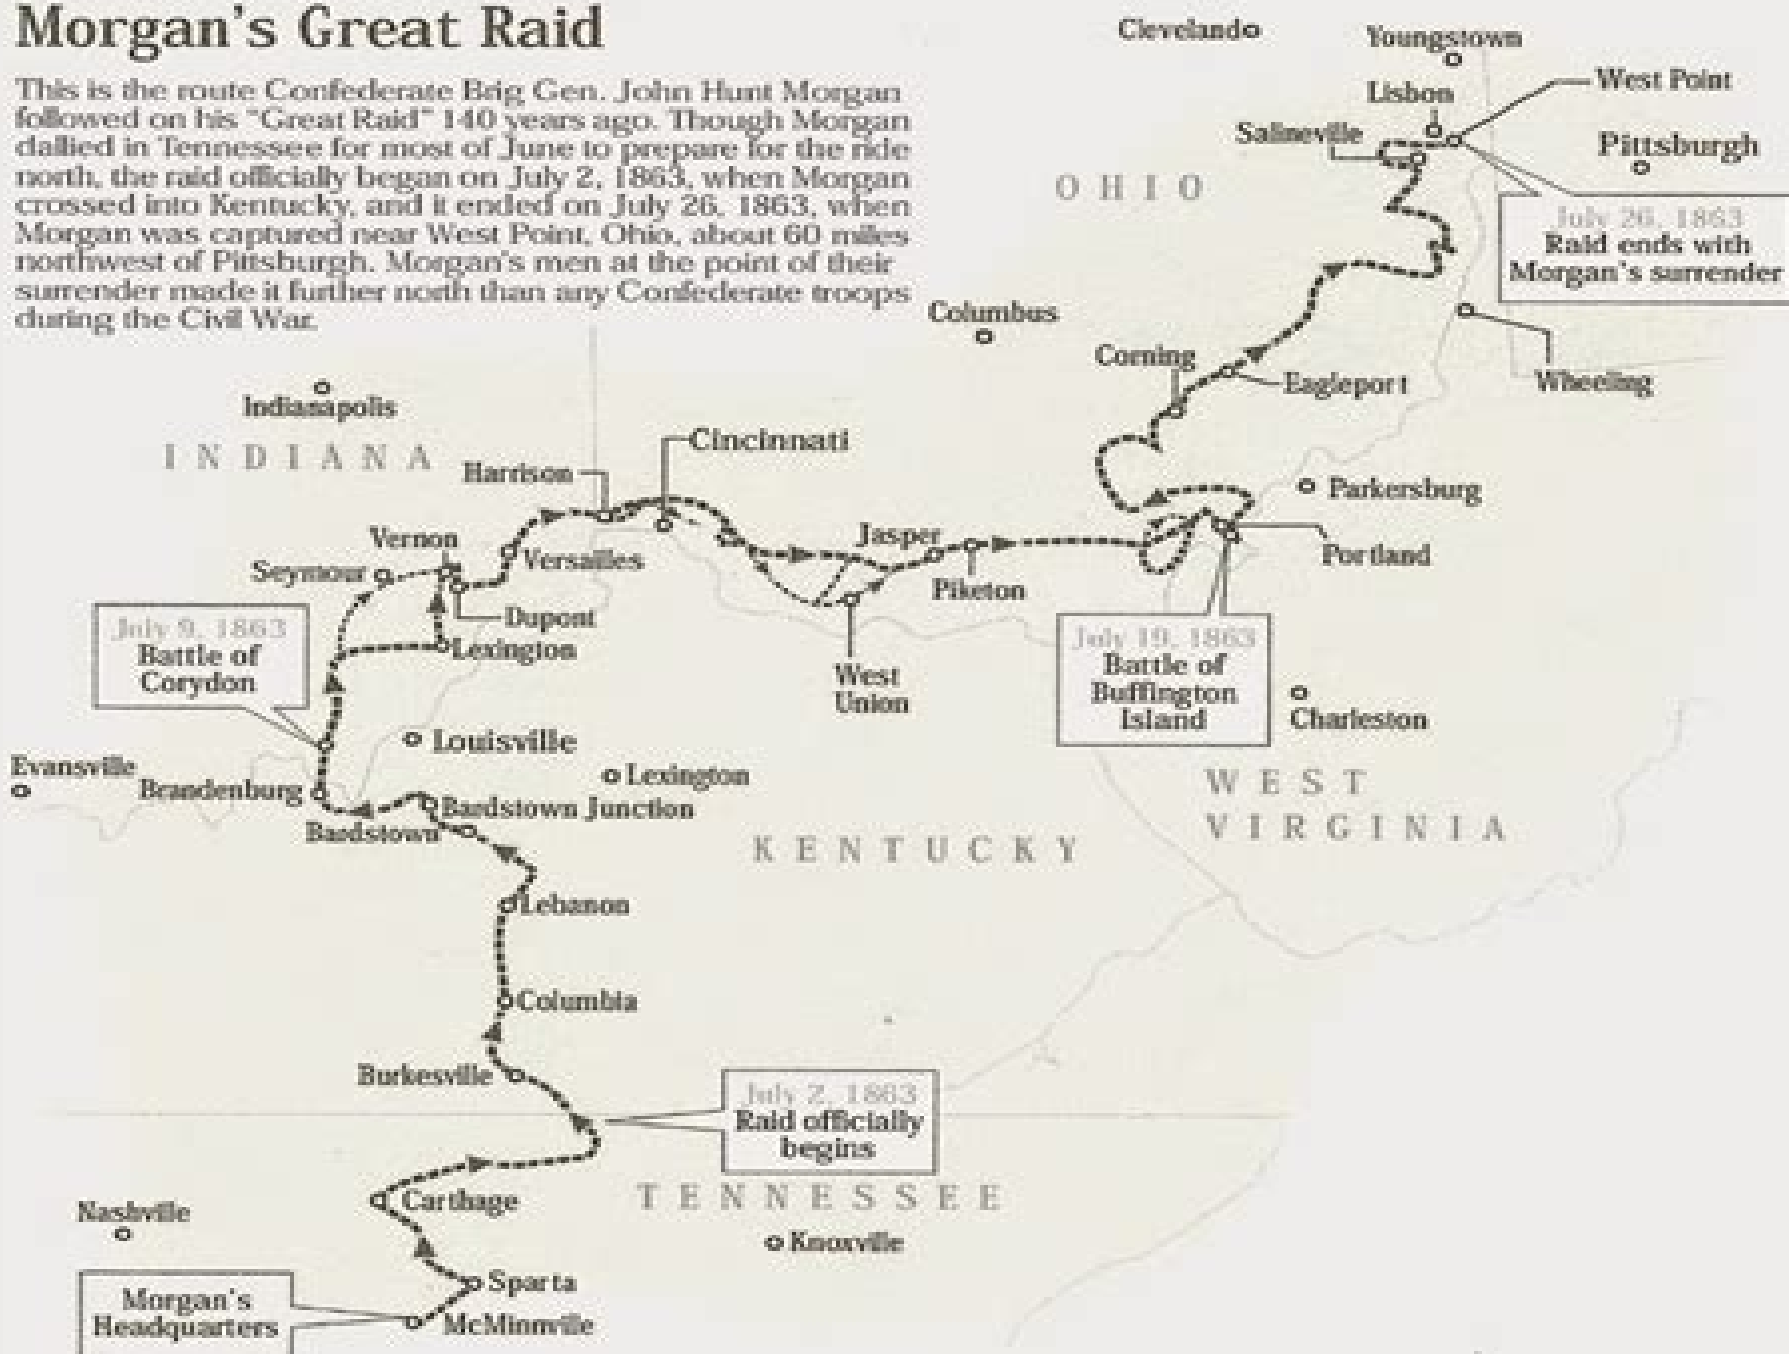 Morgan's Great Raid
This is the route Confederate Brig Gen. John Hunt Morgan
followed on his "Great Raid" 140 years ago. Though Morgan
dallied in Tennessee for most of June to prepare for the ride
north, the raid officially began on July 2, 1863, when Morgan
crossed into Kentucky, and it ended on July 26, 1863, when
Morgan was captured near West Point, Ohio, about 60 miles
northwest of Pittsburgh. Morgan's men at the point of their
surrender made it further north than any Confederate troops
during the Civil War.
Cleveland
Youngstown
West Point
Lisbon
Salineville
Pittsburgh
OHIO
July 26, 1863
Raid ends with
Morgan's surrender
Columbus
Corning
Eagleport
Wheeling
Indianapolis
INDIANA
Cincinnati
Harrison
Parkersburg
Vernon
Jasper
Versailles
Portland
Seymour
Piketon
Dupont
Lexington
July 9, 1863
Battle of
Corydon
West
Union
July 19, 1863
Battle of
Buffington
Island
Charleston
Louisville
Evansville
Lexington
Brandenburg
Bardstown Junction
Bardstown
WEST
VIRGINIA
KENTUCKY
Lebanon
Columbia
Burkesville
July 2, 1863
Raid officially
begins
Carthage
TENNESSEE
Nashville
Knoxville
Sparta
Morgan's
Headquarters
McMinnville